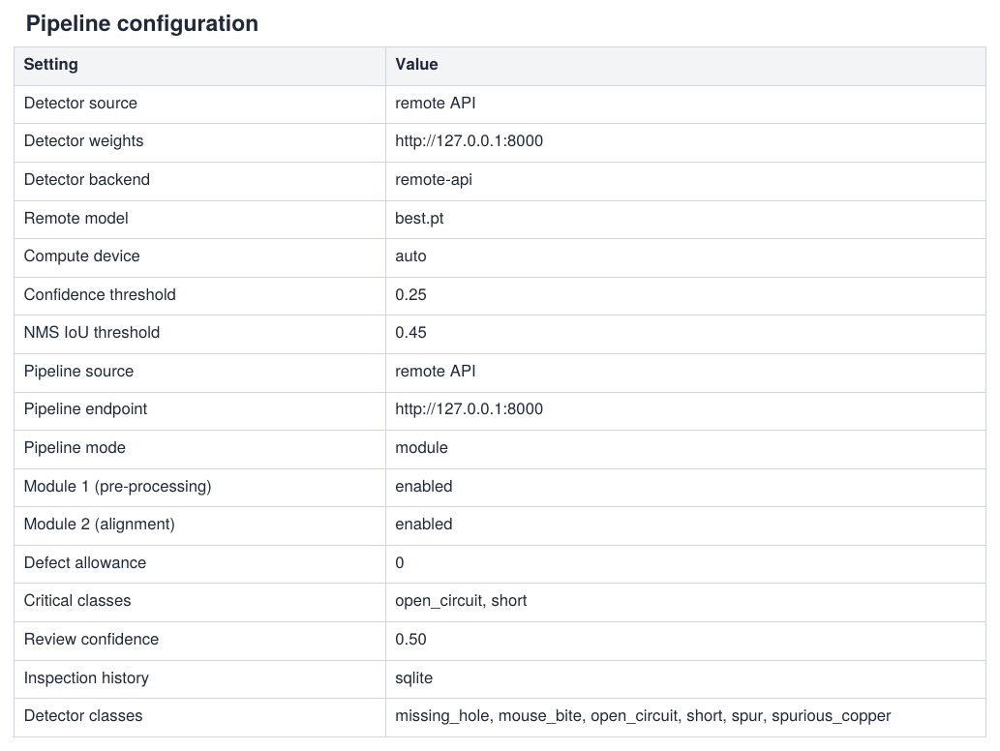 Pipeline configuration
Setting Value
Detector source remote API
Detector weights http://127.0.0.1:8000
Detector backend remote-api
Remote model best.pt
Compute device auto
Confidence threshold 0.25
NMS IoU threshold 0.45
Pipeline source remote API
Pipeline endpoint http://127.0.0.1:8000
Pipeline mode module
Module 1 (pre-processing) enabled
Module 2 (alignment) enabled
Defect allowance 0
Critical classes open_circuit, short
Review confidence 0.50
Inspection history sqlite
Detector classes missing_hole, mouse_bite, open_circuit, short, spur, spurious_copper